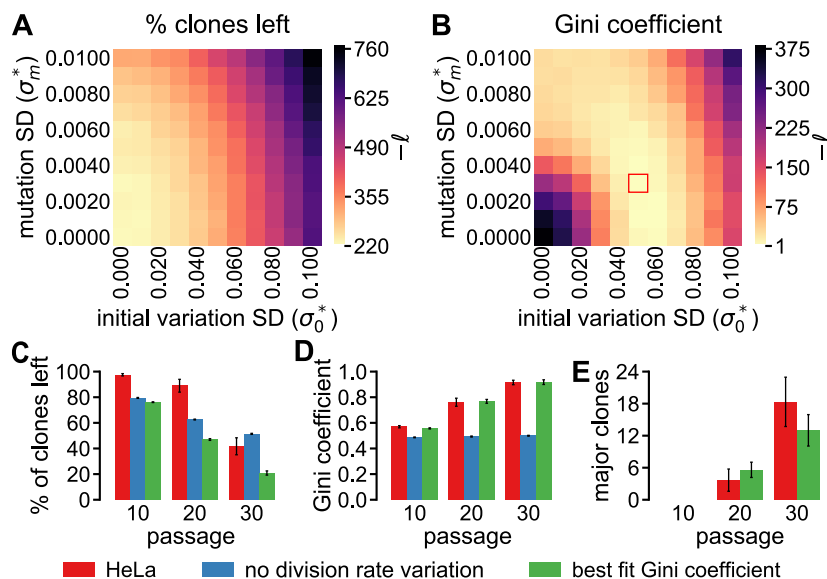 A
% clones left
mutation SD (σ*m)
0.0100
0.0080
0.0060
0.0040
0.0020
0.0000
0.000
0.020
0.040
0.060
0.080
0.100
initial variation SD (σ*0)
760
625
490
355
220
−ℓ
B
Gini coefficient
mutation SD (σ*m)
0.0100
0.0080
0.0060
0.0040
0.0020
0.0000
0.000
0.020
0.040
0.060
0.080
0.100
initial variation SD (σ*0)
375
300
225
150
75
1
−ℓ
C
% of clones left
100
80
60
40
20
0
10 20 30
passage
D
Gini coefficient
1.0
0.8
0.6
0.4
0.2
0.0
10 20 30
passage
E
major clones
24
18
12
6
0
10 20 30
passage
HeLa
no division rate variation
best fit Gini coefficient